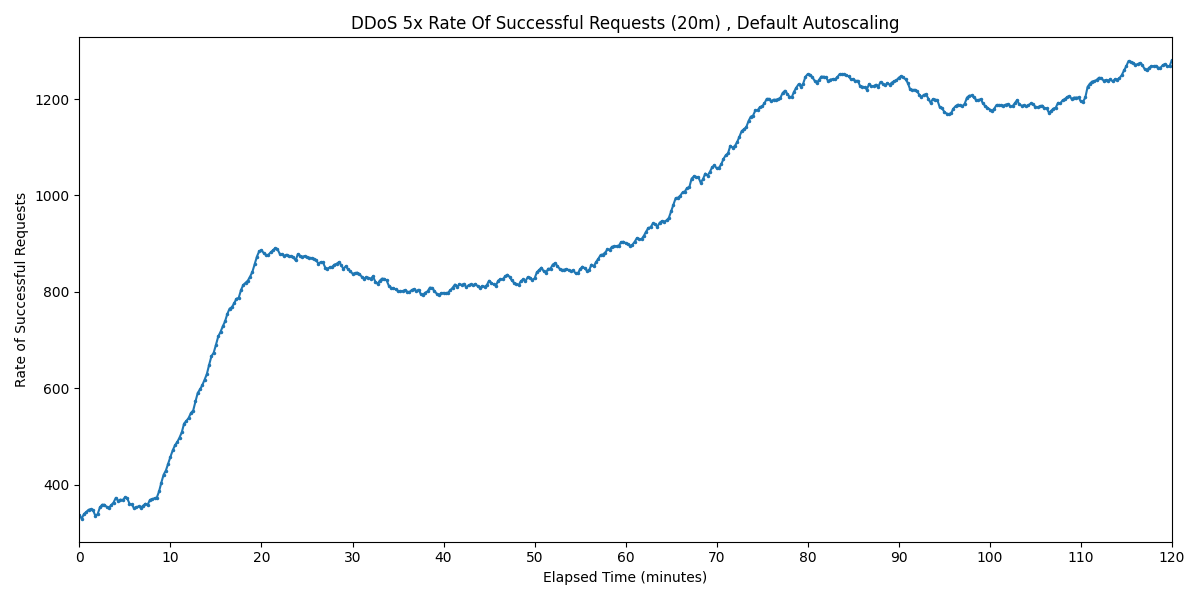 DDoS 5x Rate Of Successful Requests (20m) , Default Autoscaling
Rate of Successful Requests
1200
1000
800
600
400
0 10 20 30 40 50 60 70 80 90 100 110 120
Elapsed Time (minutes)